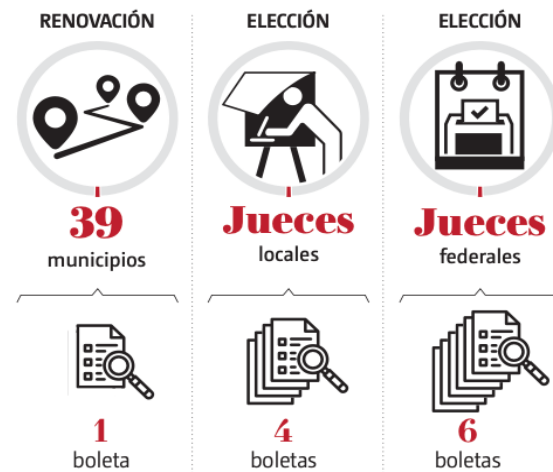 RENOVACIÓN
39
municipios
1
boleta
ELECCIÓN
Jueces
locales
4
boletas
ELECCIÓN
Jueces
federales
6
boletas